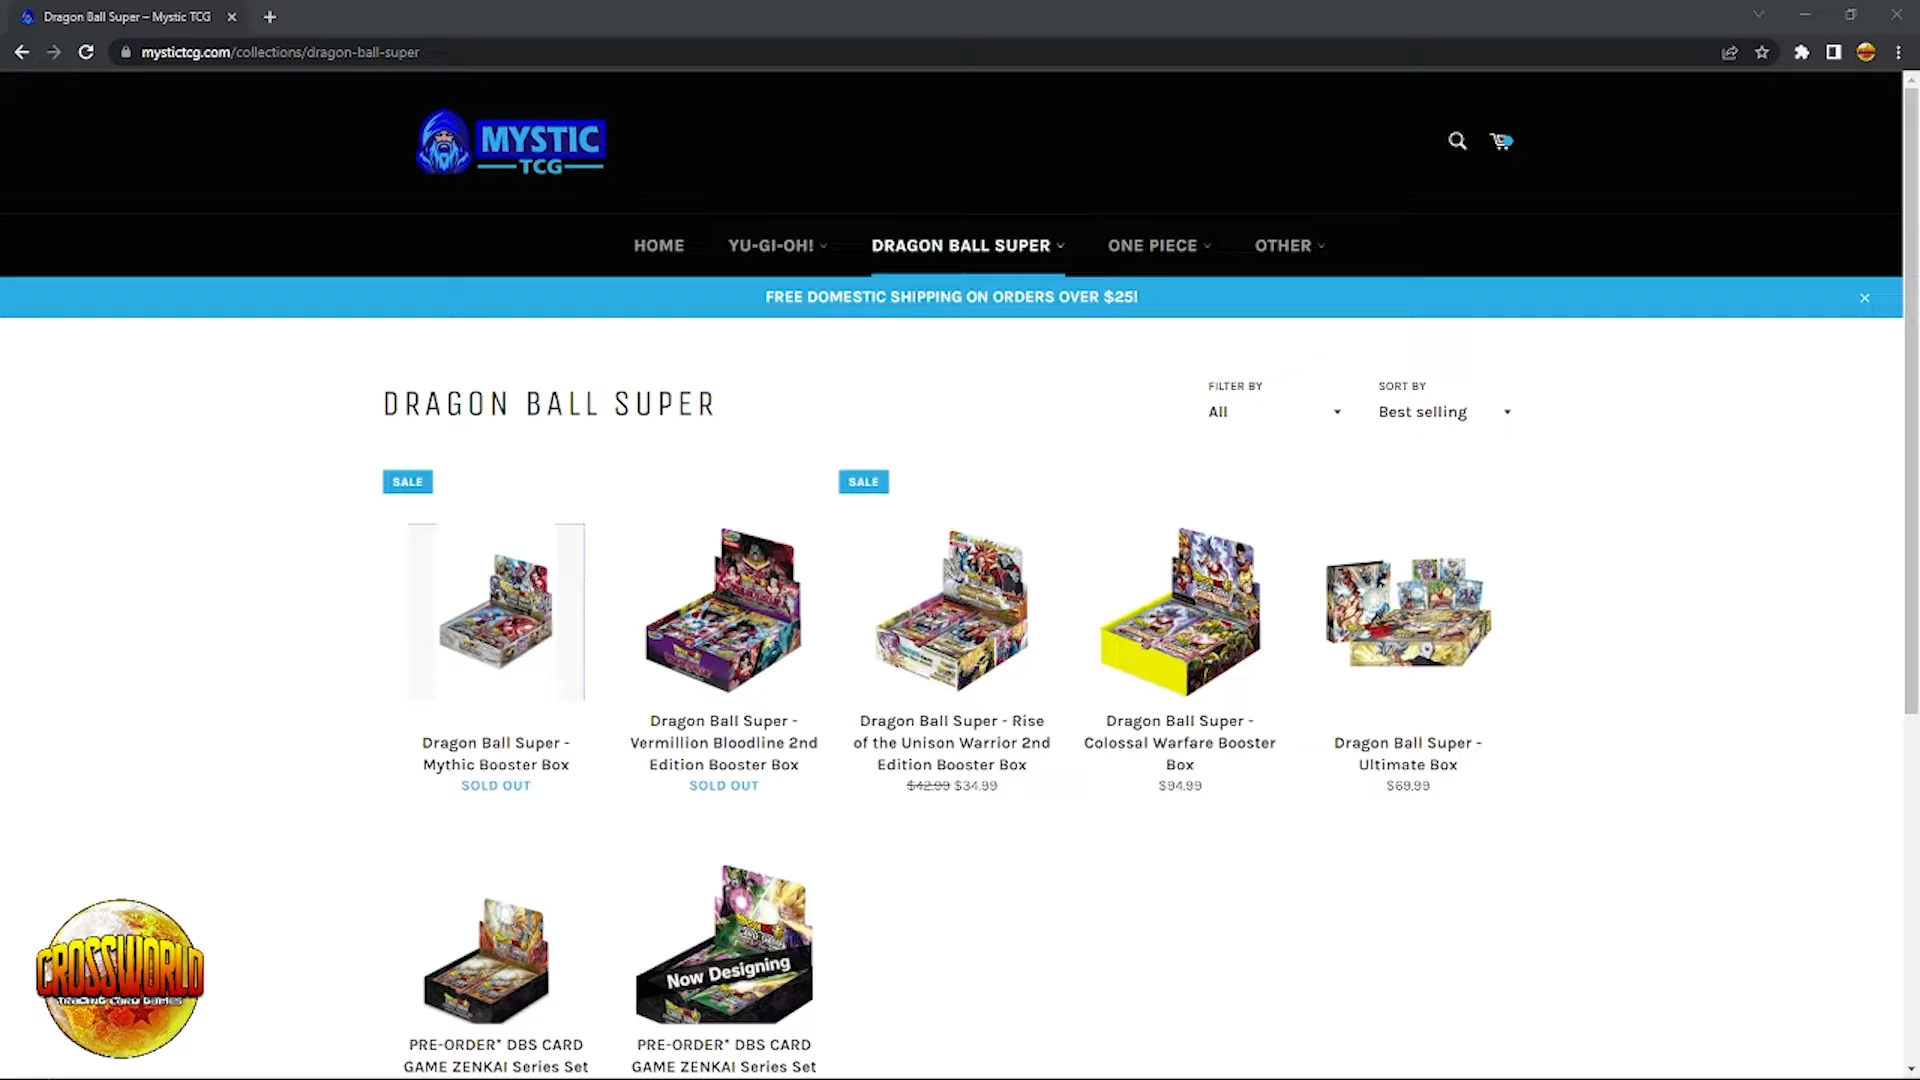 Dragon Ball Super – Mystic TCG
mystictcg.com/collections/dragon-ball-super
MYSTIC
TCG
HOME
YU-GI-OH!
DRAGON BALL SUPER
ONE PIECE
OTHER
FREE DOMESTIC SHIPPING ON ORDERS OVER $25!
DRAGON BALL SUPER
FILTER BY
All
SORT BY
Best selling
SALE
SALE
Dragon Ball Super -
Mythic Booster Box
SOLD OUT
Dragon Ball Super -
Vermillion Bloodline 2nd
Edition Booster Box
SOLD OUT
Dragon Ball Super - Rise
of the Unison Warrior 2nd
Edition Booster Box
$42.99 $34.99
Dragon Ball Super -
Colossal Warfare Booster
Box
$94.99
Dragon Ball Super -
Ultimate Box
$69.99
Now Designing
CROSSWORLD
TRADING CARD GAMES
PRE-ORDER* DBS CARD
GAME ZENKAI Series Set
PRE-ORDER* DBS CARD
GAME ZENKAI Series Set